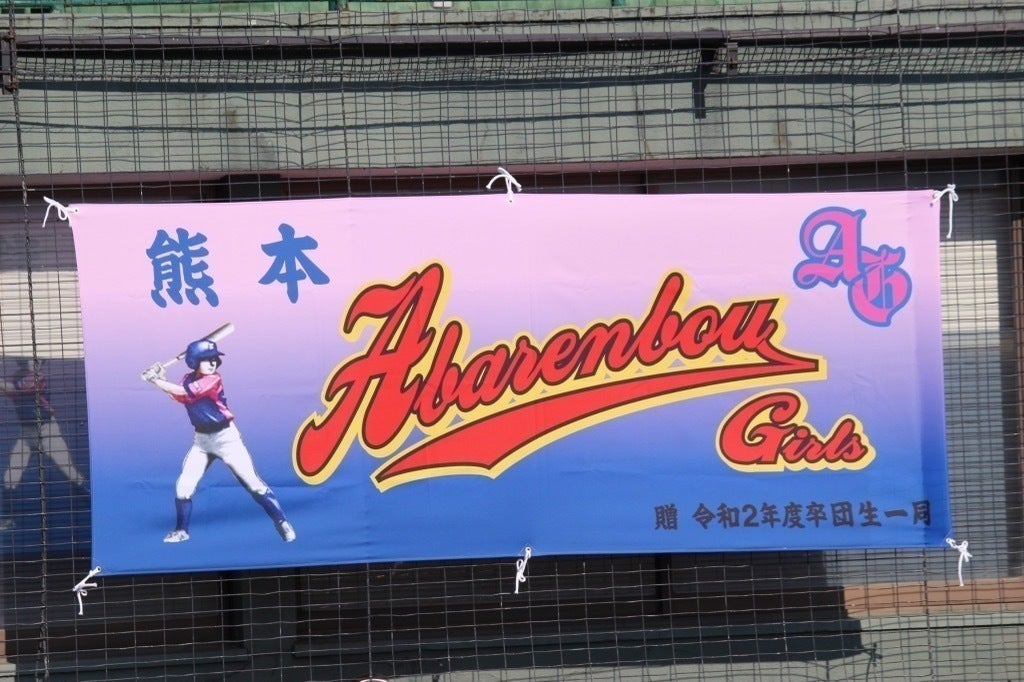 熊本
AG
Abarenbou
Girls
贈 令和2年度卒団生一同